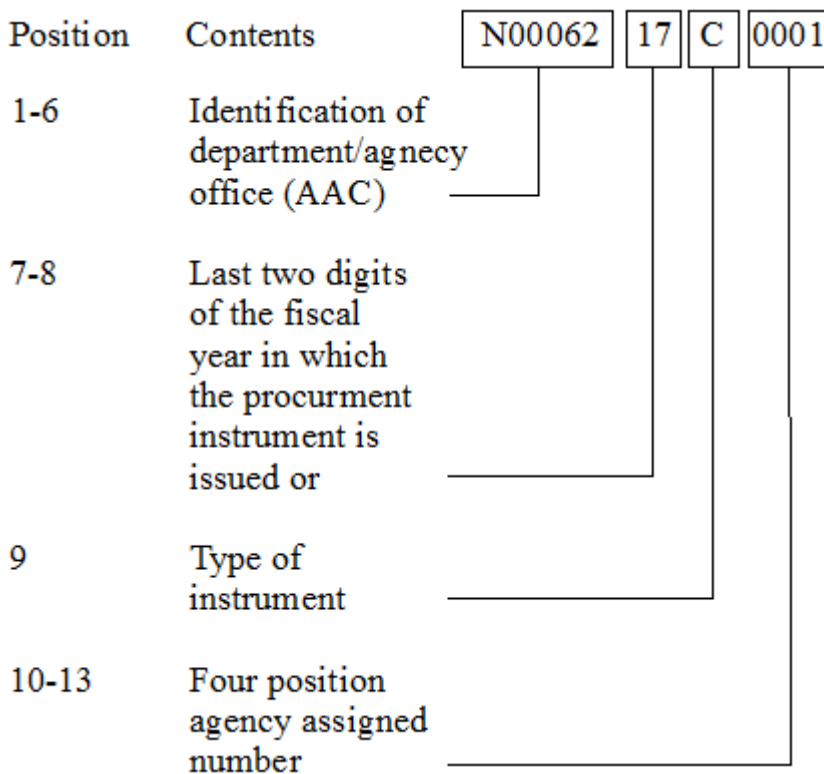 Position Contents N00062 17 C 0001
1-6 Identification of
department/agnecy
office (AAC)
7-8 Last two digits
of the fiscal
year in which
the procurment
instrument is
issued or
9 Type of
instrument
10-13 Four position
agency assigned
number